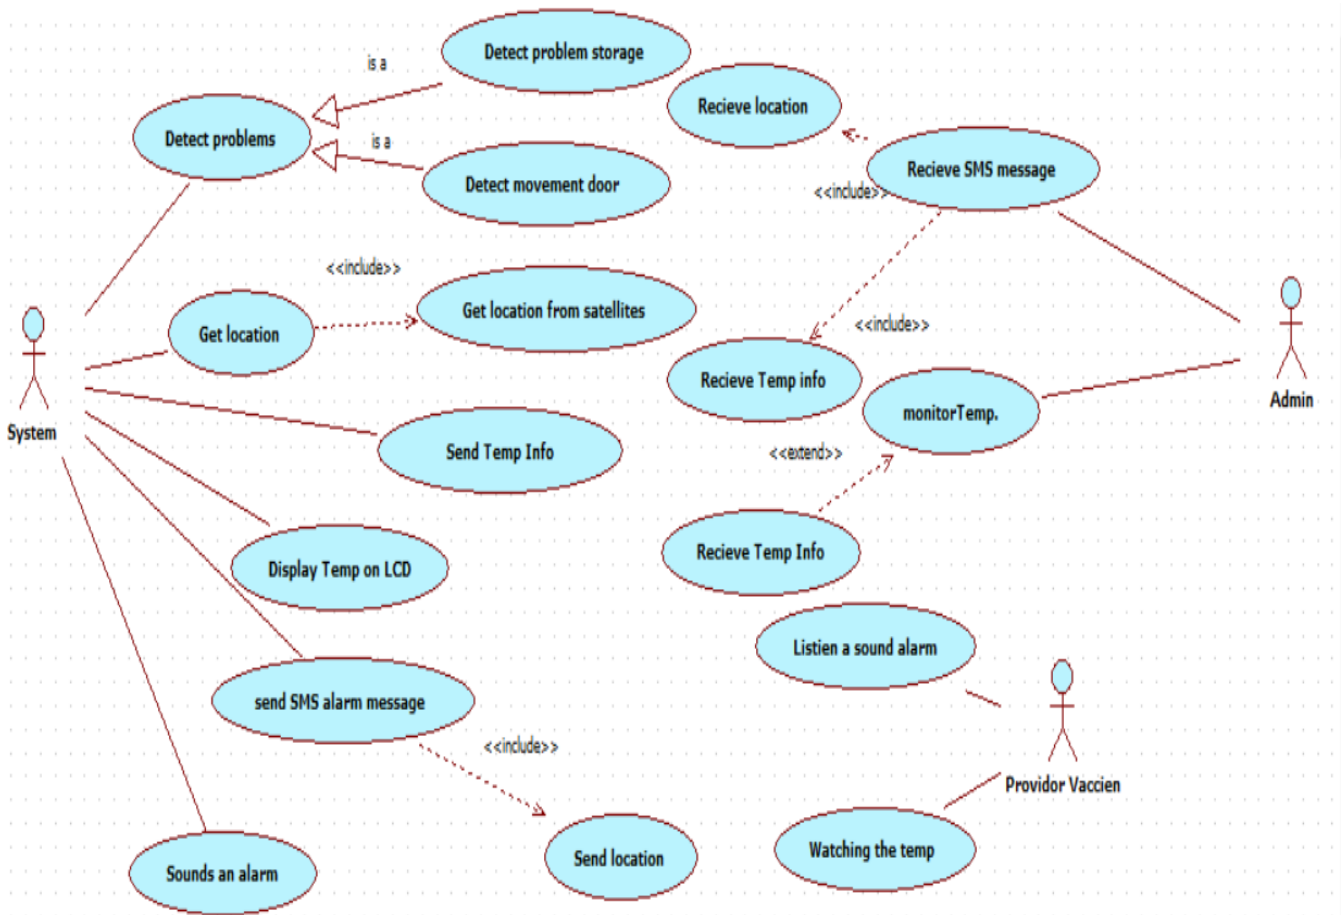 Detect problem storage
is a
Recieve location
Detect problems
is a
Detect movement door
Recieve SMS message
<<include>>
<<include>>
Get location from satellites
Get location
<<include>>
Recieve Temp info
monitorTemp.
Admin
System
Send Temp Info
<<extend>>
Recieve Temp Info
Display Temp on LCD
Listien a sound alarm
send SMS alarm message
<<include>>
Providor Vaccien
Sounds an alarm
Send location
Watching the temp